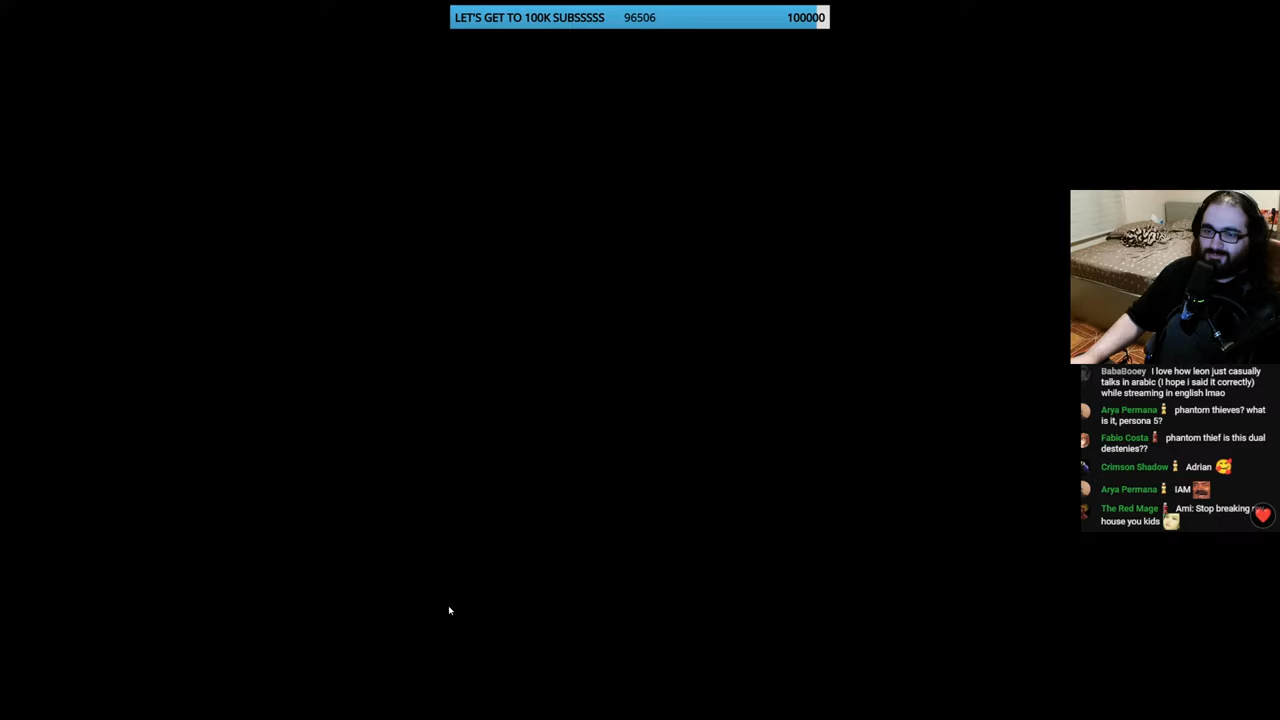 LET'S GET TO 100K SUBSSSSS 96506 100000
BabaBooey I love how leon just casually
talks in arabic (I hope i said it correctly)
while streaming in english lmao
Arya Permana phantom thieves? what
is it, persona 5?
Fabio Costa phantom thief is this dual
destenies??
Crimson Shadow Adrian
Arya Permana IAM
The Red Mage Ami: Stop breaking
house you kids